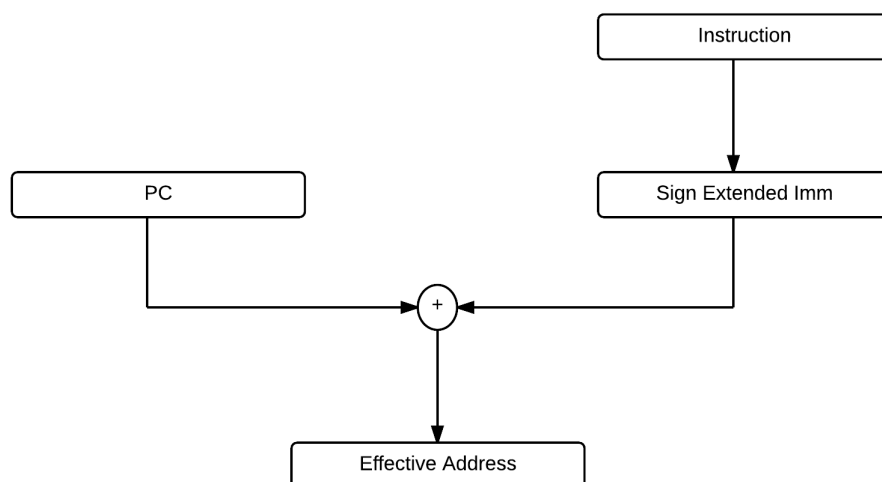 Instruction
PC
Sign Extended Imm
+
Effective Address